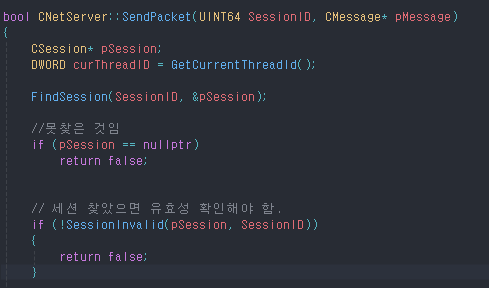 bool CNetServer::SendPacket(UINT64 SessionID, CMessage* pMessage)
{
CSession* pSession;
DWORD curThreadID = GetCurrentThreadId();
FindSession(SessionID, &pSession);
//못찾은 것임
if (pSession == nullptr)
return false;
// 세션 찾았으면 유효성 확인해야 함.
if (!SessionInvalid(pSession, SessionID))
{
return false;
}